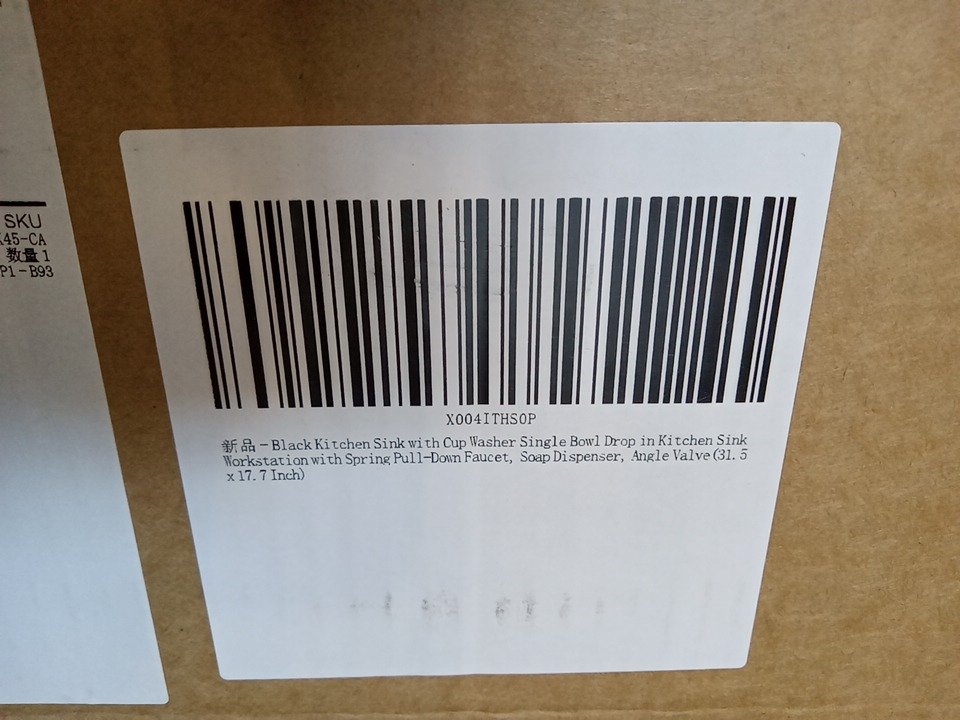 SKU
45-CA
数量 1
P1-B93
X004ITHS0P
新品 - Black Kitchen Sink with Cup Washer Single Bowl Drop in Kitchen Sink
Workstation with Spring Pull-Down Faucet, Soap Dispenser, Angle Valve (31.5
x 17.7 Inch)